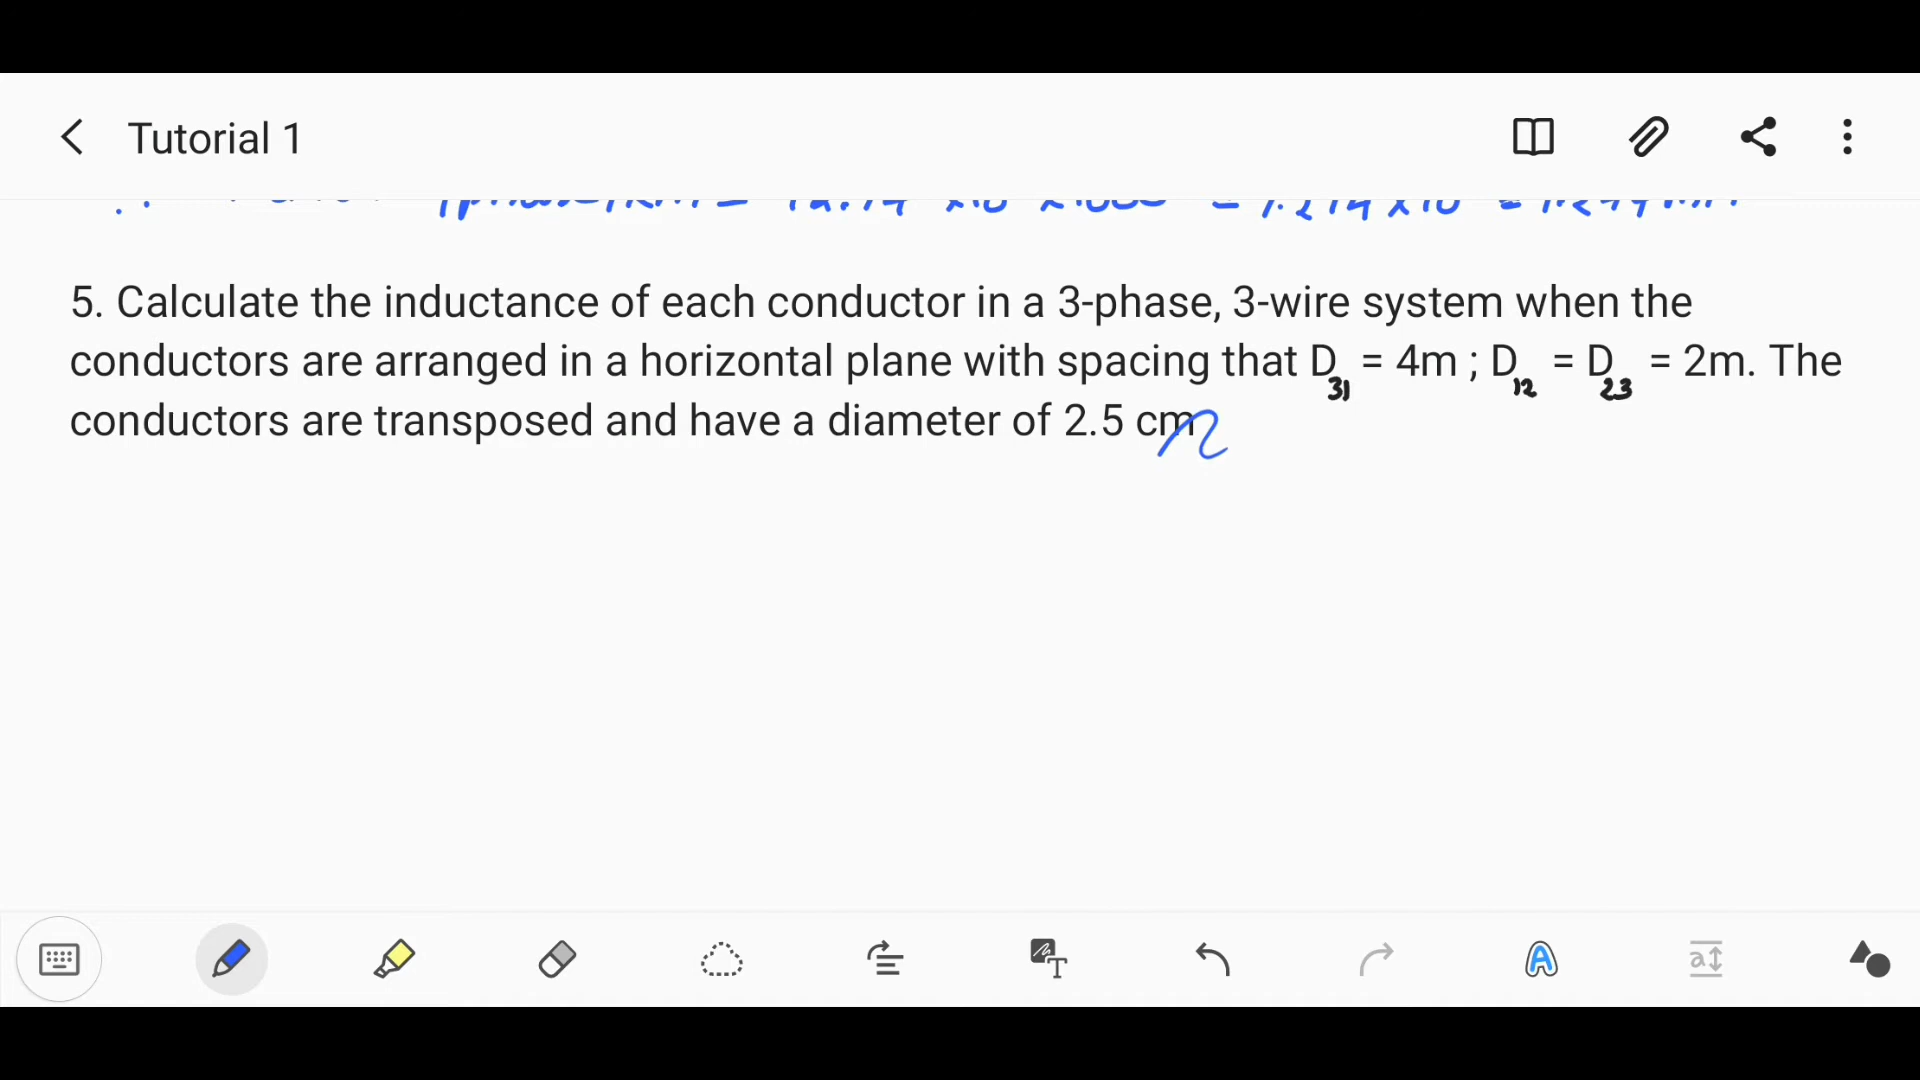 Tutorial 1
5. Calculate the inductance of each conductor in a 3-phase, 3-wire system when the
conductors are arranged in a horizontal plane with spacing that D31 = 4m ; D12 = D23 = 2m. The
conductors are transposed and have a diameter of 2.5 cm